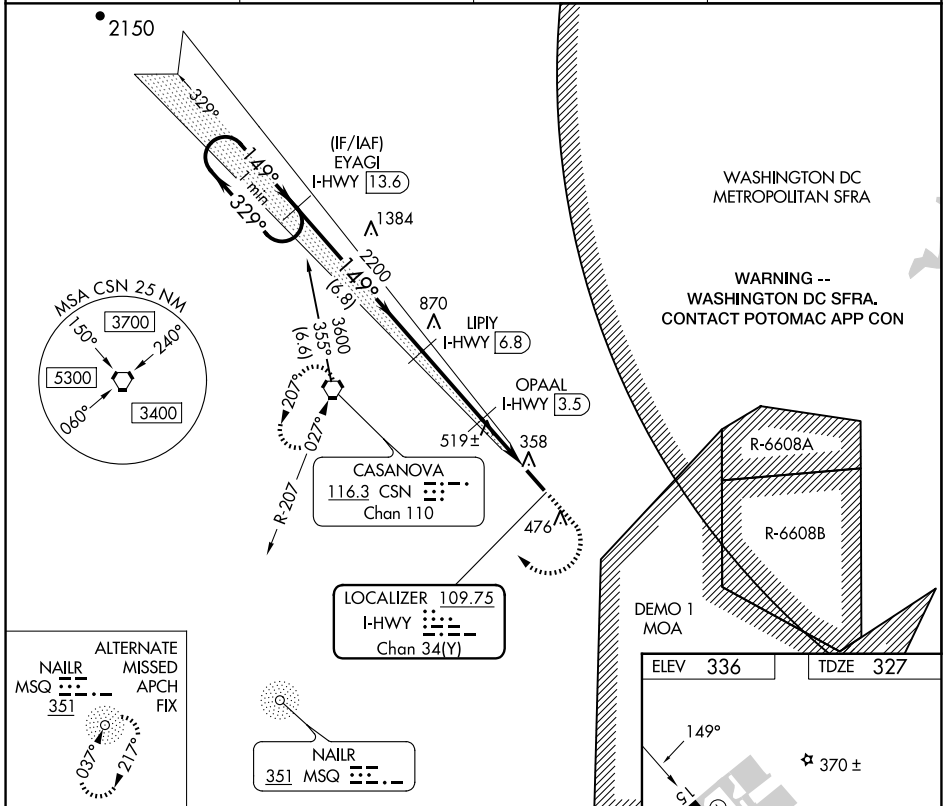 2150
329°
149°
1 min
329°
(IF/IAF)
EYAGI
I-HWY 13.6
1384
2200
149°
(6.8)
870
LIPIY
I-HWY 6.8
OPAAL
I-HWY 3.5
519 ±
358
476
WASHINGTON DC
METROPOLITAN SFRA
WARNING --
WASHINGTON DC SFRA.
CONTACT POTOMAC APP CON
MSA CSN 25 NM
3700
150°
240°
5300
060°
3400
3600
355°
(6.6)
207°
027°
R-207
CASANOVA
116.3 CSN
Chan 110
LOCALIZER 109.75
I-HWY
Chan 34(Y)
R-6608A
R-6608B
DEMO 1
MOA
ALTERNATE
MISSED
APCH
FIX
NAILR
MSQ
351
037°
217°
NAILR
351 MSQ
ELEV 336
TDZE 327
149°
370 ±
15